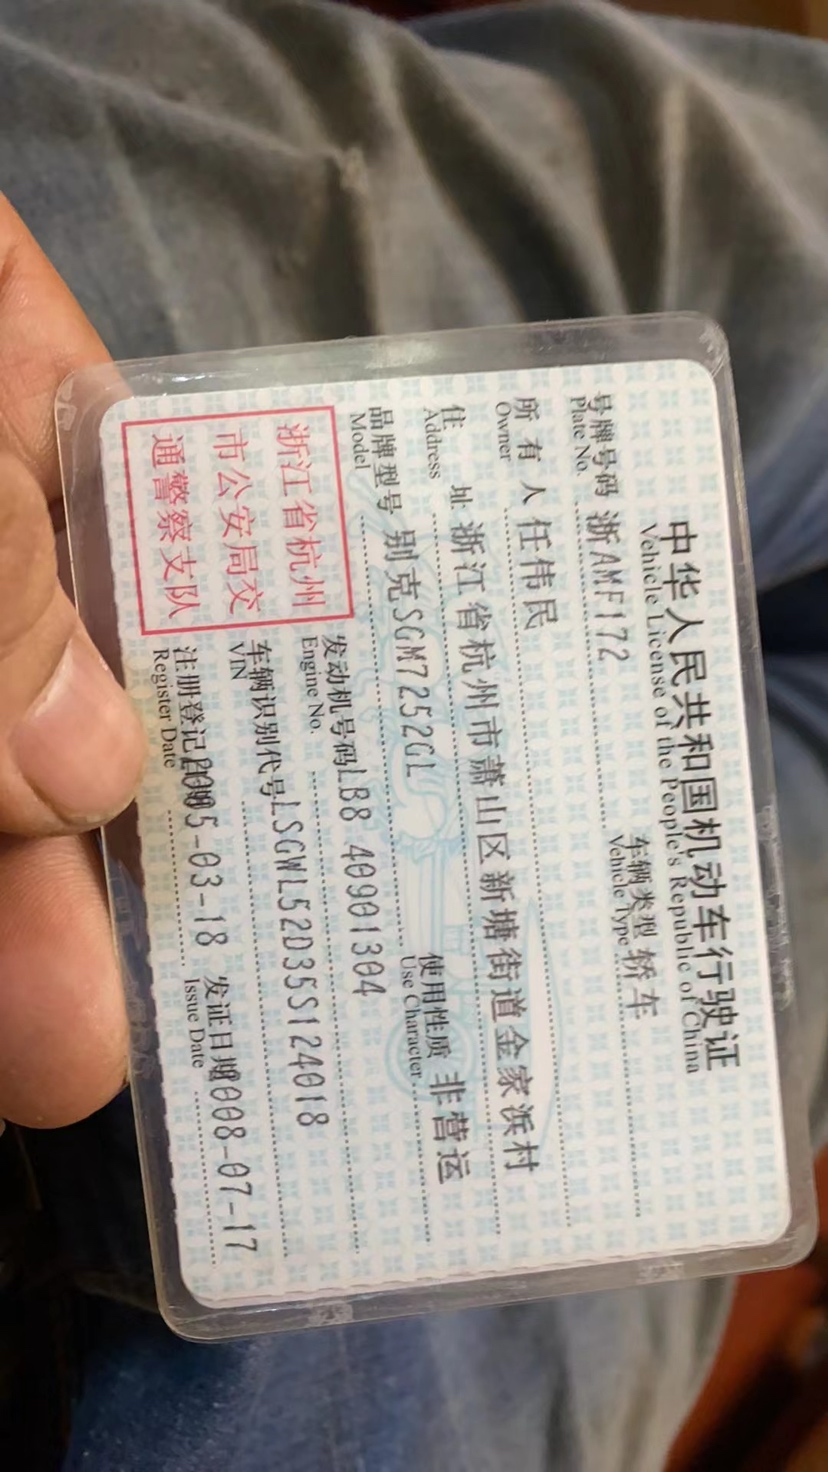 中华人民共和国机动车行驶证
Vehicle License of the People's Republic of China
号牌号码 浙AMF172 车辆类型 轿车
Plate No. Vehicle Type
所有人 任伟民
Owner
住址 浙江省杭州市萧山区新塘街道金家浜村
Address
品牌型号 别克SGM7252GL 使用性质 非营运
Model Use Character
浙江省杭州
市公安局交
通警察支队
发动机号码 LB8 40901304
Engine No.
车辆识别代号 LSGWL52D35S124018
VIN
注册登记 2005-03-18 发证日期 2008-07-17
Register Date Issue Date